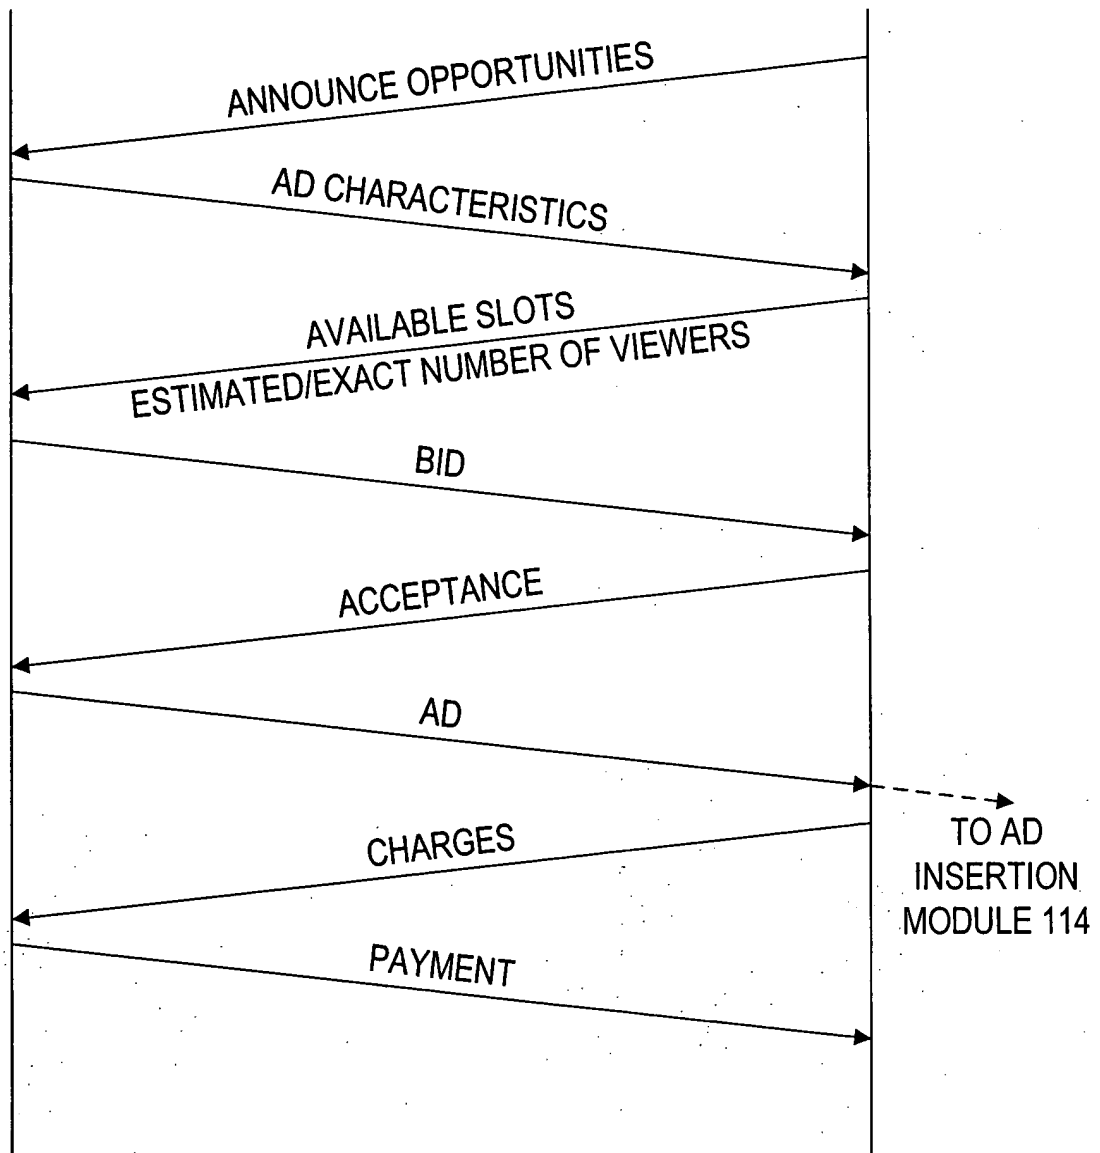 ANNOUNCE OPPORTUNITIES
AD CHARACTERISTICS
AVAILABLE SLOTS
ESTIMATED/EXACT NUMBER OF VIEWERS
BID
ACCEPTANCE
AD
TO AD
INSERTION
MODULE 114
CHARGES
PAYMENT